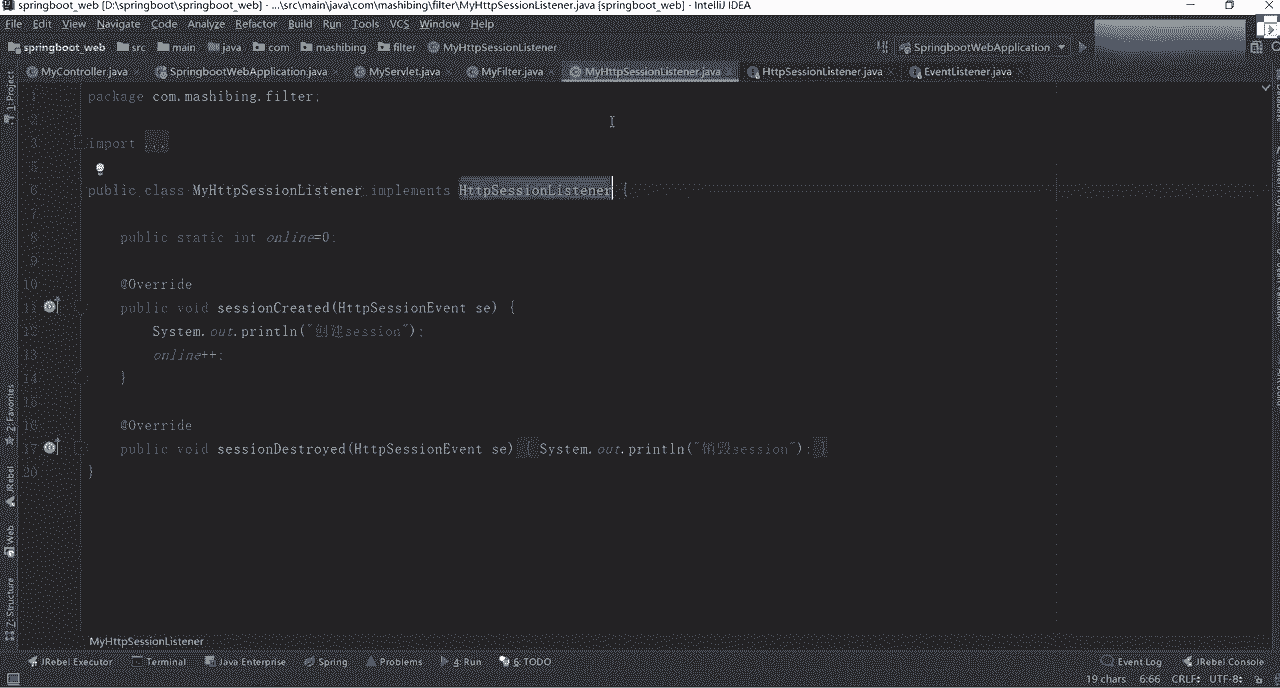 springboot_web [D:\springboot\springboot_web] - ...\src\main\java\com\mashibing\filter\MyHttpSessionListener.java [springboot_web] - IntelliJ IDEA
File Edit View Navigate Code Analyze Refactor Build Run Tools VCS Window Help
springboot_web src main java com mashibing filter MyHttpSessionListener SpringbootWebApplication
MyController.java SpringbootWebApplication.java MyServlet.java MyFilter.java MyHttpSessionListener.java HttpSessionListener.java EventListener.java
1 package com.mashibing.filter;
2
3 import ...
5
6 public class MyHttpSessionListener implements HttpSessionListener {
7
8 public static int online=0;
9
10 @Override
11 public void sessionCreated(HttpSessionEvent se) {
12 System.out.println("创建session");
13 online++;
14 }
15
16 @Override
17 public void sessionDestroyed(HttpSessionEvent se) { System.out.println("销毁session"); }
20 }
1: Project
2: Favorites
JRebel
Web
Z: Structure
MyHttpSessionListener
JRebel Executor Terminal Java Enterprise Spring Problems 4: Run 6: TODO Event Log JRebel Console
19 chars 6:66 CRLF UTF-8